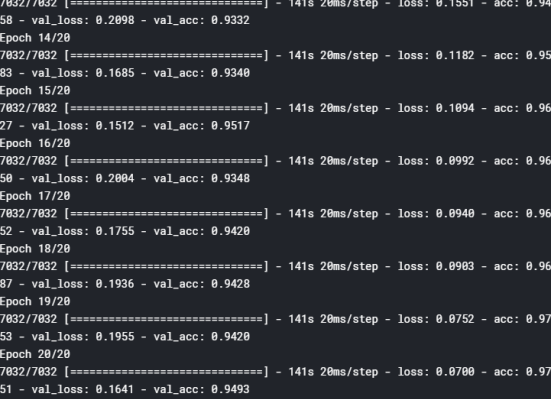 7032/7032 [==============================] - 141s 20ms/step - loss: 0.1551 - acc: 0.94
58 - val_loss: 0.2098 - val_acc: 0.9332
Epoch 14/20
7032/7032 [==============================] - 141s 20ms/step - loss: 0.1182 - acc: 0.95
83 - val_loss: 0.1685 - val_acc: 0.9340
Epoch 15/20
7032/7032 [==============================] - 141s 20ms/step - loss: 0.1094 - acc: 0.96
27 - val_loss: 0.1512 - val_acc: 0.9517
Epoch 16/20
7032/7032 [==============================] - 141s 20ms/step - loss: 0.0992 - acc: 0.96
50 - val_loss: 0.2004 - val_acc: 0.9348
Epoch 17/20
7032/7032 [==============================] - 141s 20ms/step - loss: 0.0940 - acc: 0.96
52 - val_loss: 0.1755 - val_acc: 0.9420
Epoch 18/20
7032/7032 [==============================] - 141s 20ms/step - loss: 0.0903 - acc: 0.96
87 - val_loss: 0.1936 - val_acc: 0.9428
Epoch 19/20
7032/7032 [==============================] - 141s 20ms/step - loss: 0.0752 - acc: 0.97
53 - val_loss: 0.1955 - val_acc: 0.9420
Epoch 20/20
7032/7032 [==============================] - 141s 20ms/step - loss: 0.0700 - acc: 0.97
51 - val_loss: 0.1641 - val_acc: 0.9493